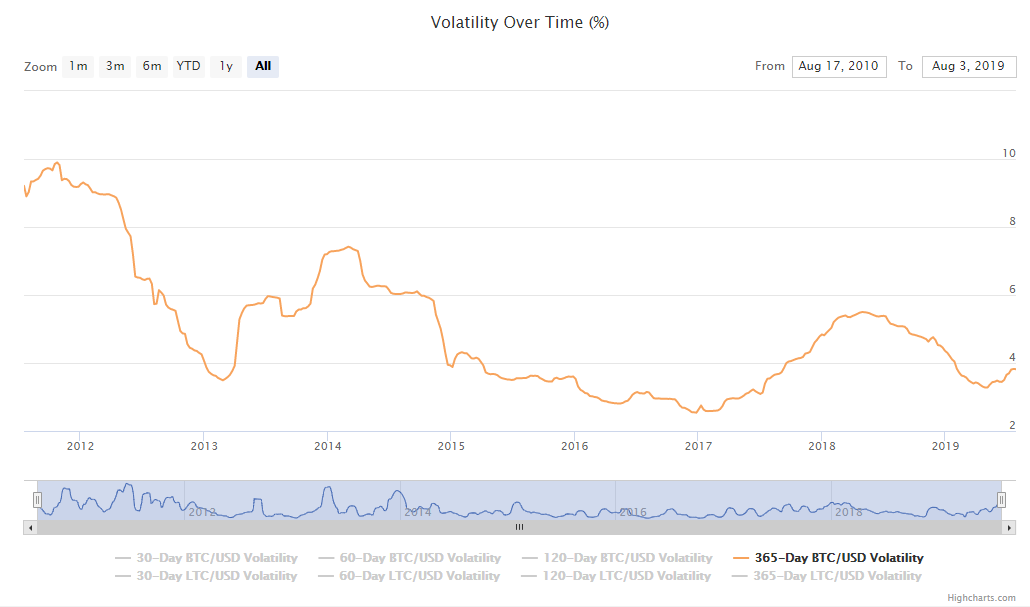 Volatility Over Time (%)
Zoom 1m 3m 6m YTD 1y All From Aug 17, 2010 To Aug 3, 2019
10
8
6
4
2
2012 2013 2014 2015 2016 2017 2018 2019
2012 2014 2016 2018
30-Day BTC/USD Volatility 60-Day BTC/USD Volatility 120-Day BTC/USD Volatility 365-Day BTC/USD Volatility
30-Day LTC/USD Volatility 60-Day LTC/USD Volatility 120-Day LTC/USD Volatility 365-Day LTC/USD Volatility
Highcharts.com